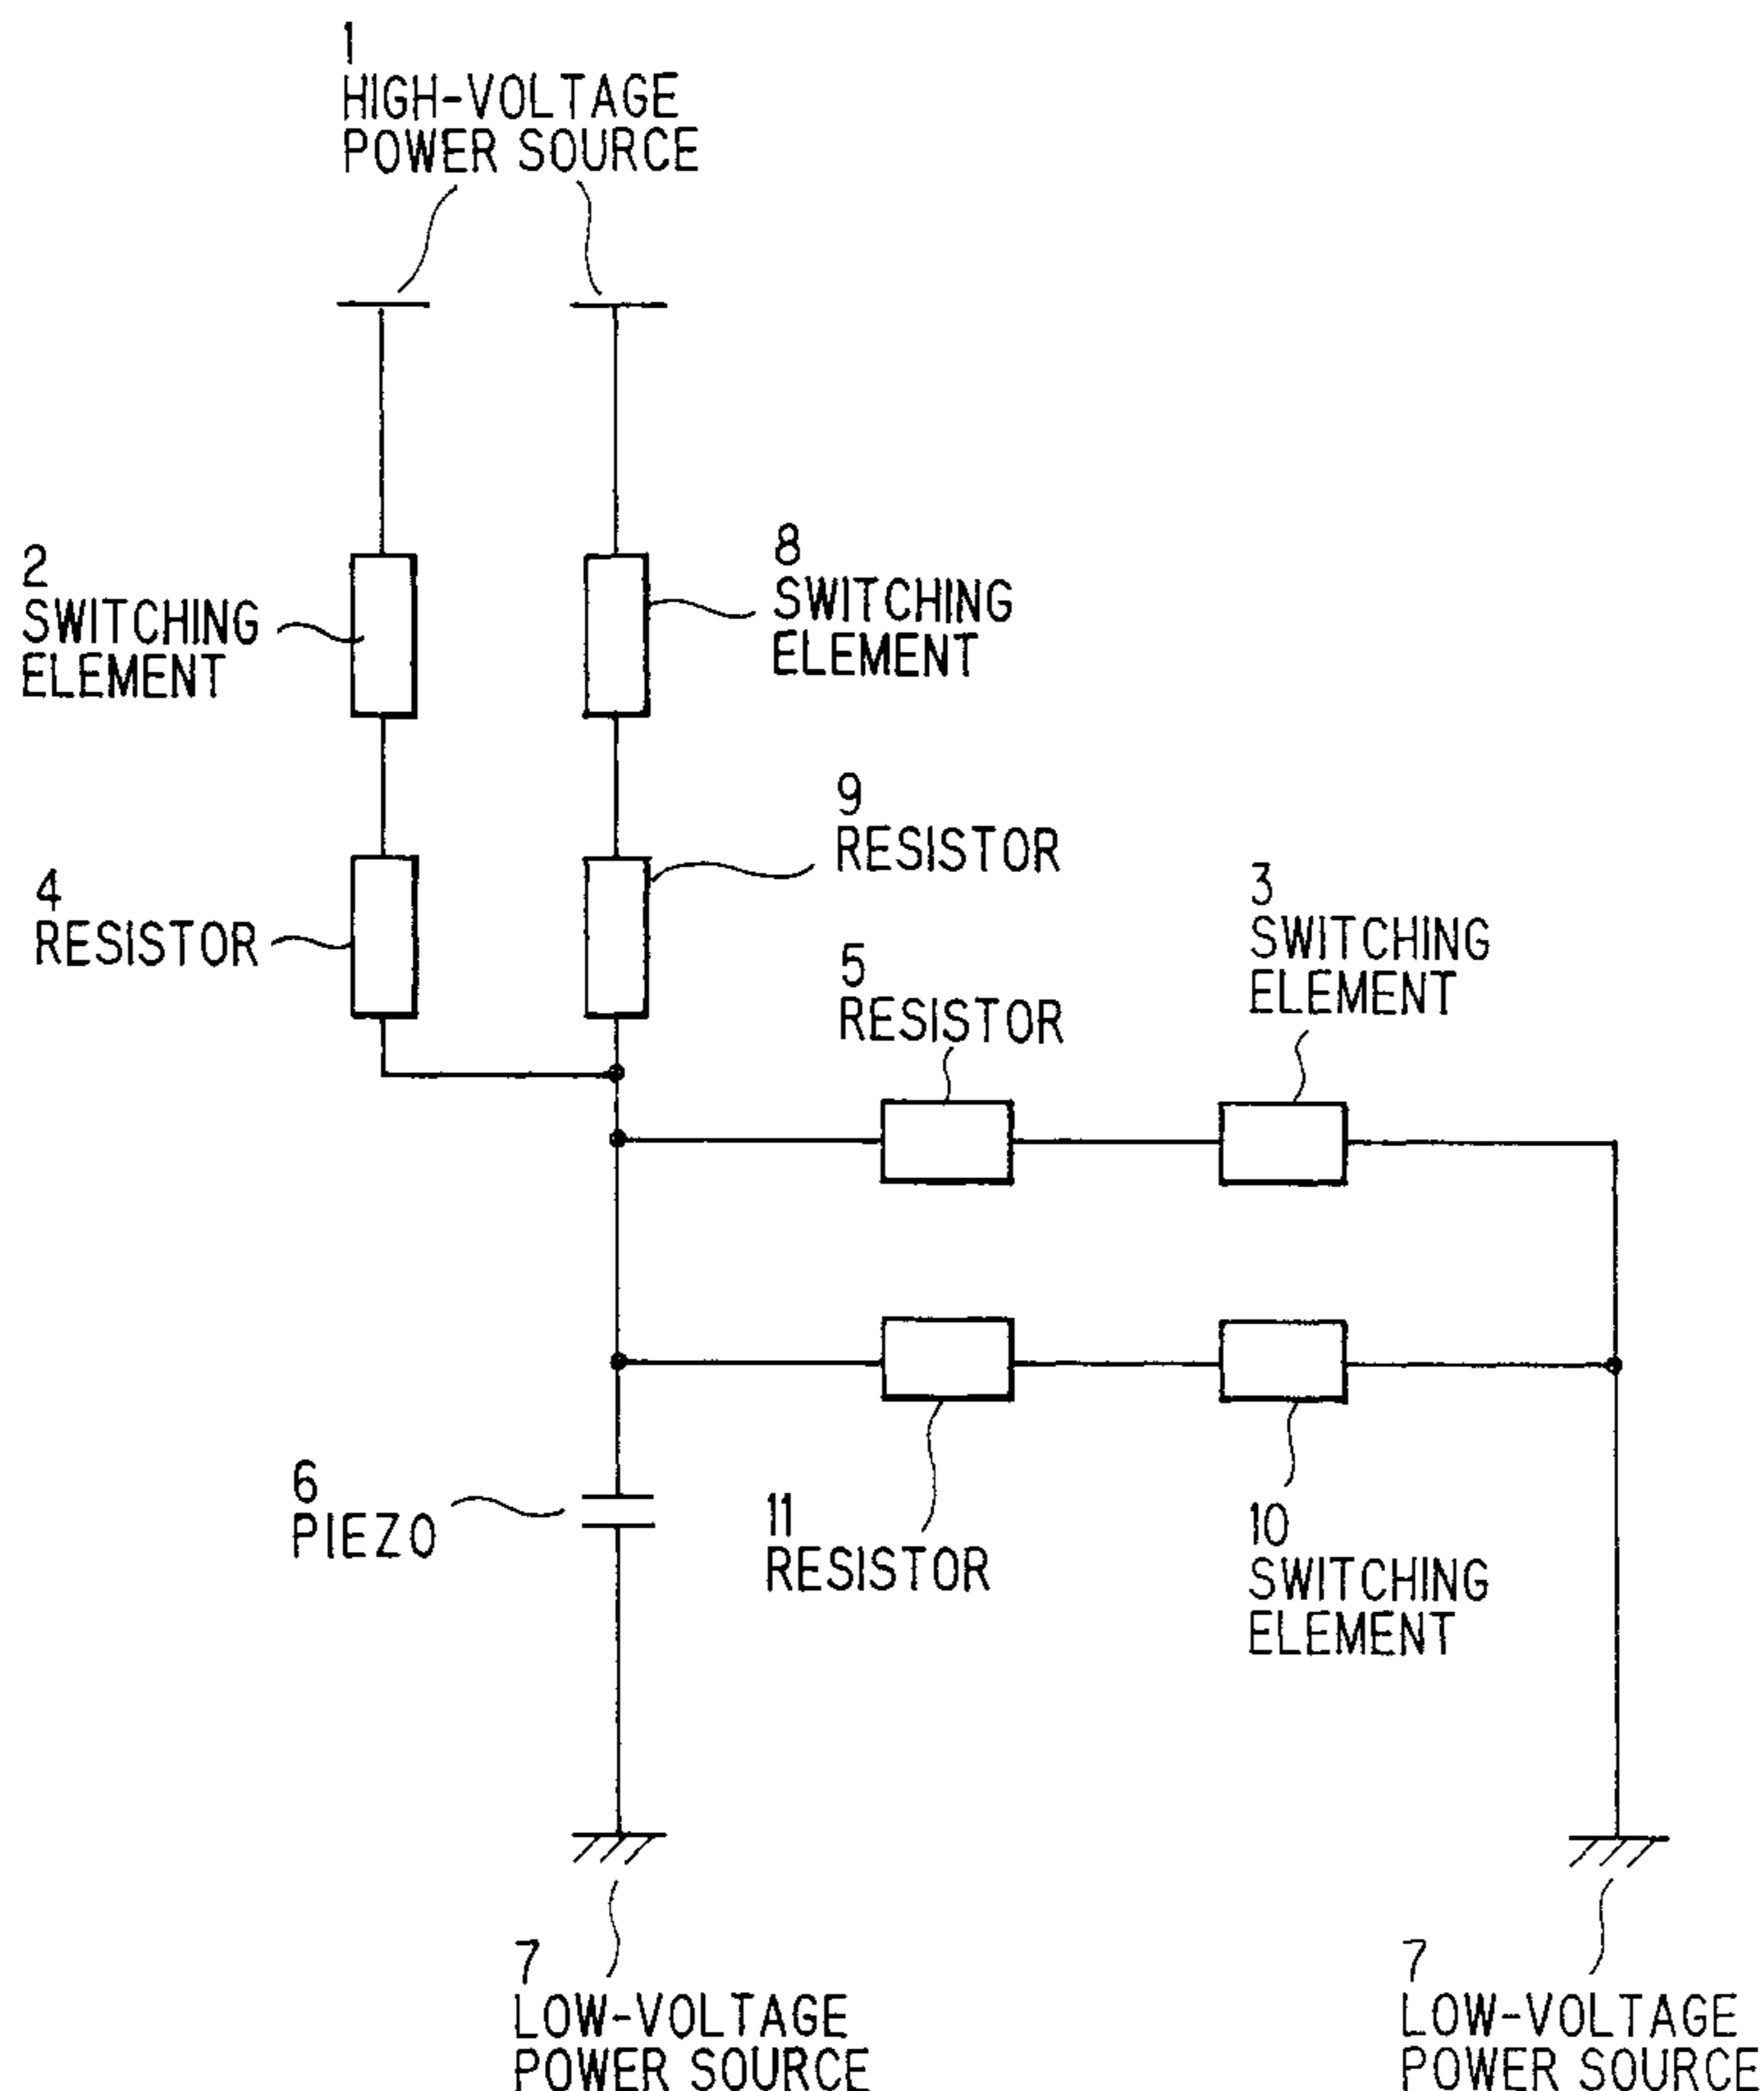 1
HIGH-VOLTAGE
POWER SOURCE
2
SWITCHING
ELEMENT
8
SWITCHING
ELEMENT
9
RESISTOR
4
RESISTOR
3
SWITCHING
ELEMENT
5
RESISTOR
6
PIEZO
11
RESISTOR
10
SWITCHING
ELEMENT
7
LOW-VOLTAGE
POWER SOURCE
7
LOW-VOLTAGE
POWER SOURCE